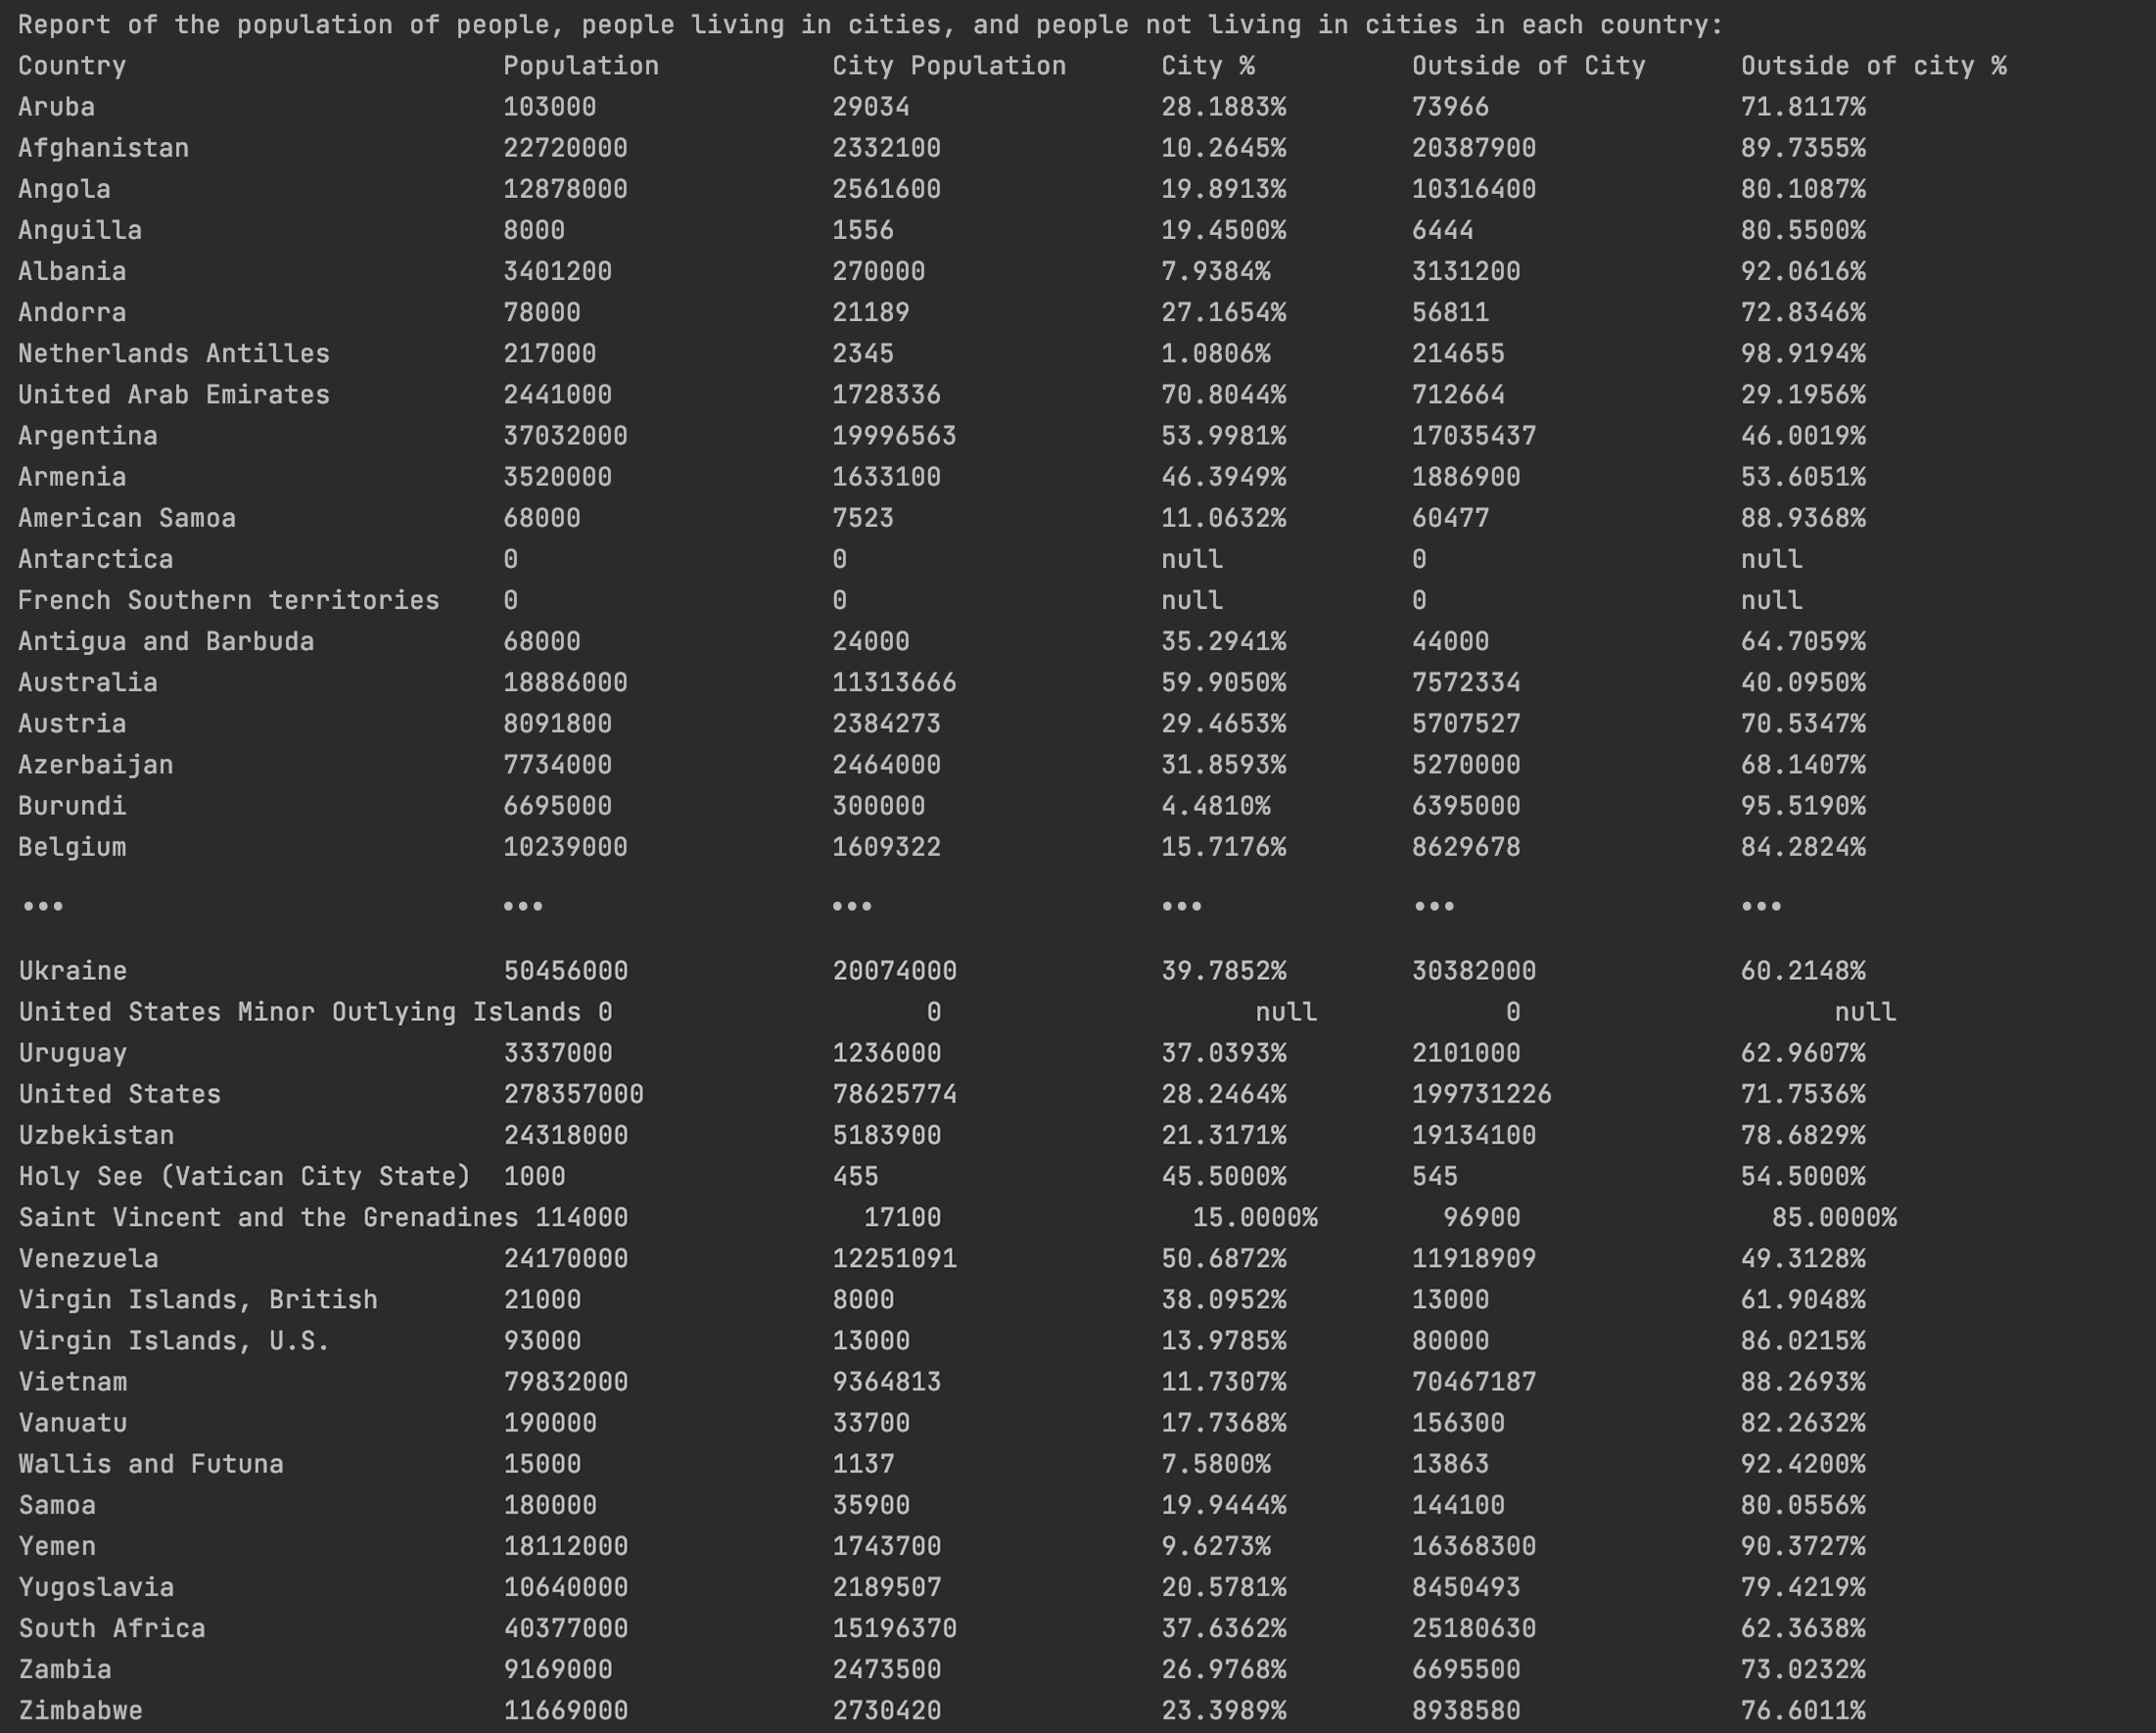 Report of the population of people, people living in cities, and people not living in cities in each country:
Country Population City Population City % Outside of City Outside of city %
Aruba 103000 29034 28.1883% 73966 71.8117%
Afghanistan 22720000 2332100 10.2645% 20387900 89.7355%
Angola 12878000 2561600 19.8913% 10316400 80.1087%
Anguilla 8000 1556 19.4500% 6444 80.5500%
Albania 3401200 270000 7.9384% 3131200 92.0616%
Andorra 78000 21189 27.1654% 56811 72.8346%
Netherlands Antilles 217000 2345 1.0806% 214655 98.9194%
United Arab Emirates 2441000 1728336 70.8044% 712664 29.1956%
Argentina 37032000 19996563 53.9981% 17035437 46.0019%
Armenia 3520000 1633100 46.3949% 1886900 53.6051%
American Samoa 68000 7523 11.0632% 60477 88.9368%
Antarctica 0 0 null 0 null
French Southern territories 0 0 null 0 null
Antigua and Barbuda 68000 24000 35.2941% 44000 64.7059%
Australia 18886000 11313666 59.9050% 7572334 40.0950%
Austria 8091800 2384273 29.4653% 5707527 70.5347%
Azerbaijan 7734000 2464000 31.8593% 5270000 68.1407%
Burundi 6695000 300000 4.4810% 6395000 95.5190%
Belgium 10239000 1609322 15.7176% 8629678 84.2824%
... ... ... ... ... ...
Ukraine 50456000 20074000 39.7852% 30382000 60.2148%
United States Minor Outlying Islands 0 0 null 0 null
Uruguay 3337000 1236000 37.0393% 2101000 62.9607%
United States 278357000 78625774 28.2464% 199731226 71.7536%
Uzbekistan 24318000 5183900 21.3171% 19134100 78.6829%
Holy See (Vatican City State) 1000 455 45.5000% 545 54.5000%
Saint Vincent and the Grenadines 114000 17100 15.0000% 96900 85.0000%
Venezuela 24170000 12251091 50.6872% 11918909 49.3128%
Virgin Islands, British 21000 8000 38.0952% 13000 61.9048%
Virgin Islands, U.S. 93000 13000 13.9785% 80000 86.0215%
Vietnam 79832000 9364813 11.7307% 70467187 88.2693%
Vanuatu 190000 33700 17.7368% 156300 82.2632%
Wallis and Futuna 15000 1137 7.5800% 13863 92.4200%
Samoa 180000 35900 19.9444% 144100 80.0556%
Yemen 18112000 1743700 9.6273% 16368300 90.3727%
Yugoslavia 10640000 2189507 20.5781% 8450493 79.4219%
South Africa 40377000 15196370 37.6362% 25180630 62.3638%
Zambia 9169000 2473500 26.9768% 6695500 73.0232%
Zimbabwe 11669000 2730420 23.3989% 8938580 76.6011%